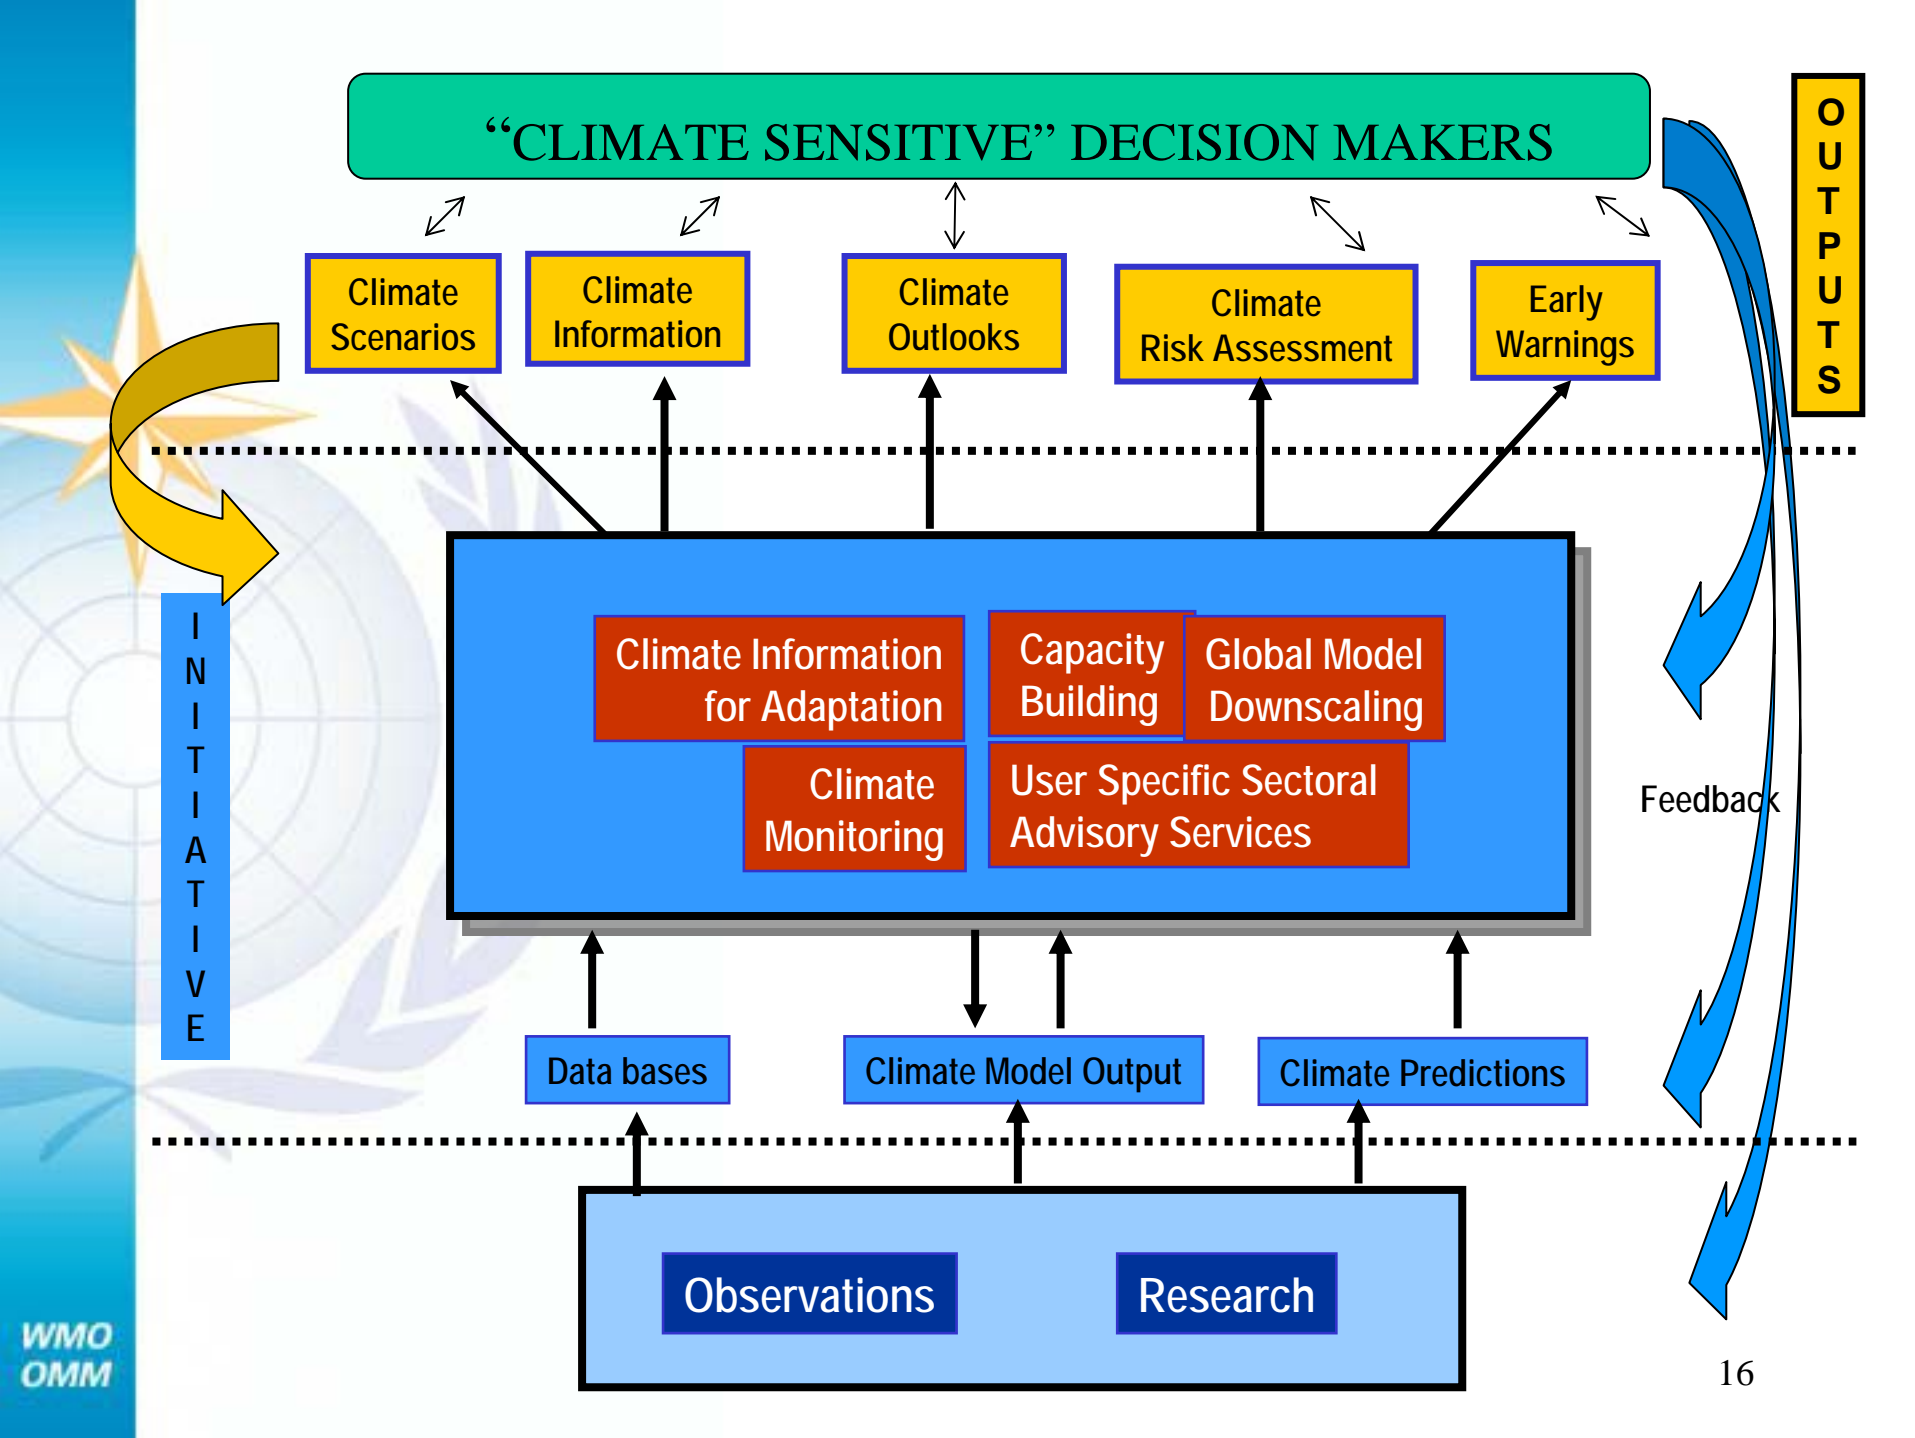 “CLIMATE SENSITIVE” DECISION MAKERS
O
U
T
P
U
T
S
Climate
Scenarios
Climate
Information
Climate
Outlooks
Climate
Risk Assessment
Early
Warnings
I
N
I
T
I
A
T
I
V
E
Climate Information
for Adaptation
Capacity
Building
Global Model
Downscaling
Climate
Monitoring
User Specific Sectoral
Advisory Services
Feedback
Data bases
Climate Model Output
Climate Predictions
Observations
Research
WMO
OMM
16